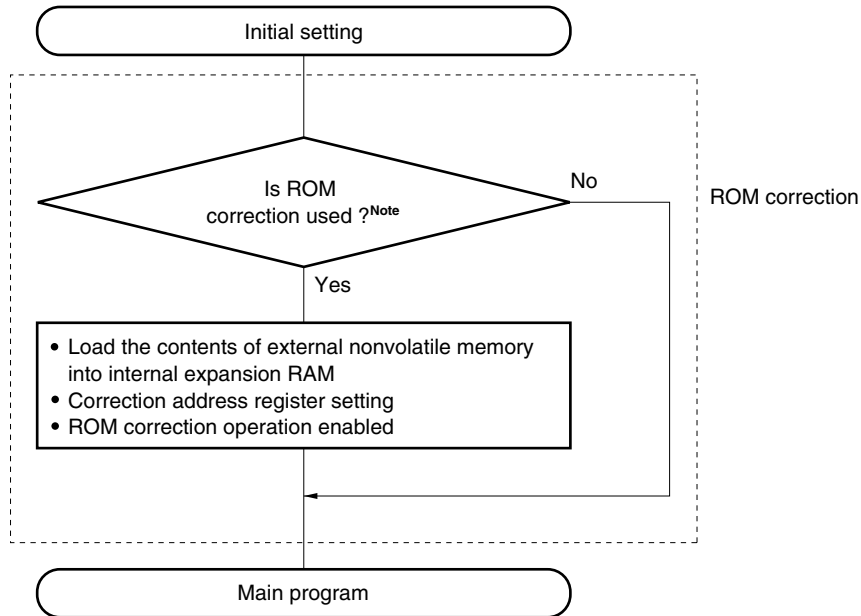 Initial setting
Is ROM
correction used ?Note
No
ROM correction
Yes
• Load the contents of external nonvolatile memory
into internal expansion RAM
• Correction address register setting
• ROM correction operation enabled
Main program